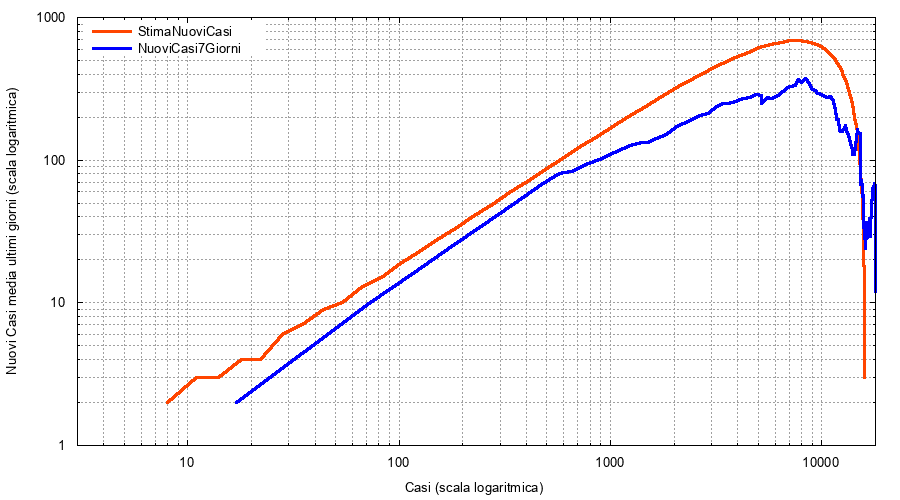 1000
100
10
1
StimaNuoviCasi
NuoviCasi7Giorni
Nuovi Casi media ultimi giorni (scala logaritmica)
10
100
1000
10000
Casi (scala logaritmica)